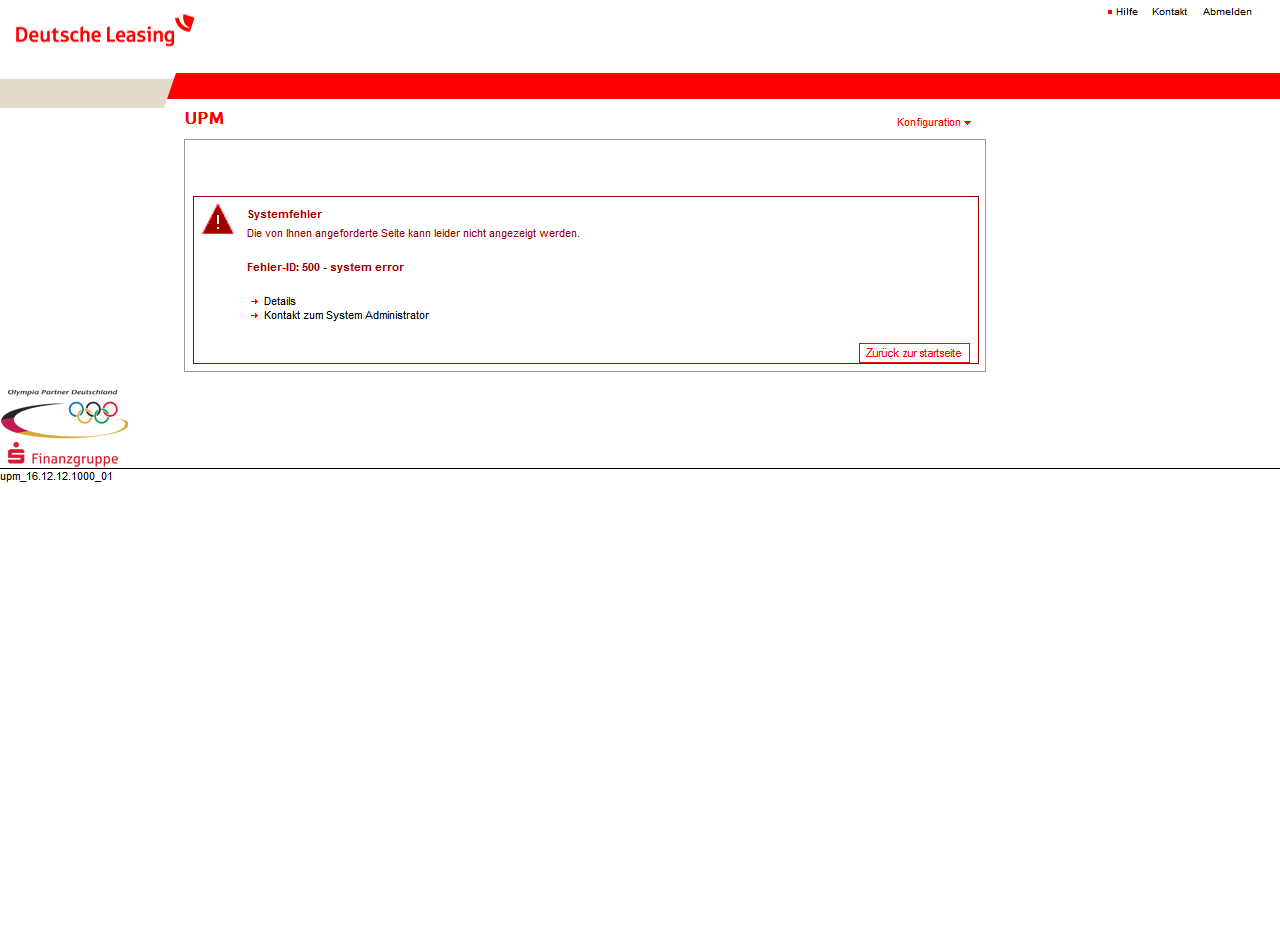 Deutsche Leasing
Hilfe Kontakt Abmelden
UPM
Konfiguration
Systemfehler
Die von Ihnen angeforderte Seite kann leider nicht angezeigt werden.
Fehler-ID: 500 - system error
Details
Kontakt zum System Administrator
Zurück zur startseite
Olympia Partner Deutschland
Finanzgruppe
upm_16.12.12.1000_01